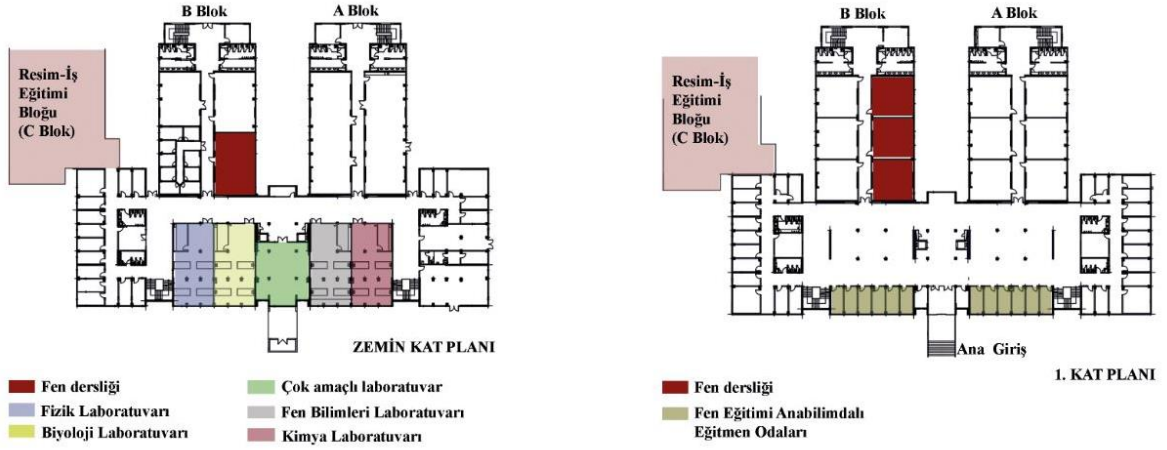 B Blok
A Blok
Resim-İş
Eğitimi
Bloğu
(C Blok)
ZEMİN KAT PLANI
Fen dersliği
Fizik Laboratuvarı
Biyoloji Laboratuvarı
Çok amaçlı laboratuvar
Fen Bilimleri Laboratuvarı
Kimya Laboratuvarı
B Blok
A Blok
Resim-İş
Eğitimi
Bloğu
(C Blok)
Ana Giriş
1. KAT PLANI
Fen dersliği
Fen Eğitimi Anabilimdalı
Eğitmen Odaları